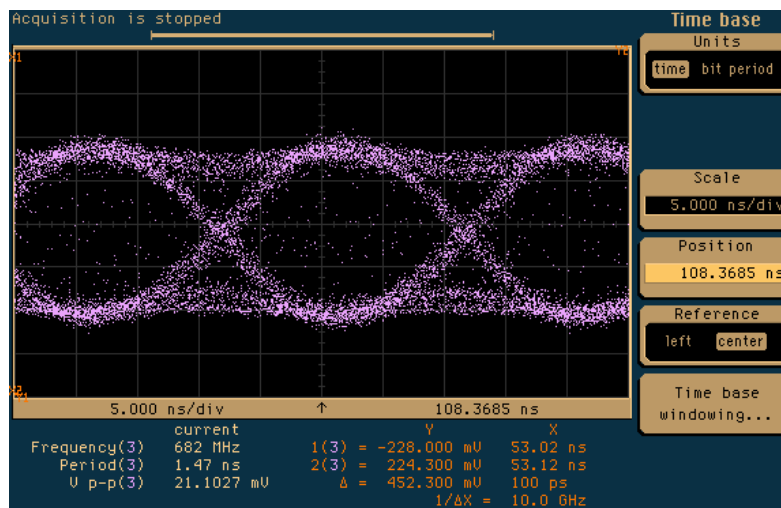 Acquisition is stopped
Time base
Units
time bit period
Scale
5.000 ns/div
Position
108.3685 ns
Reference
left center
Time base
windowing...
5.000 ns/div ↑ 108.3685 ns
current Y X
Frequency(3) 682 MHz 1(3) = -228.000 mV 53.02 ns
Period(3) 1.47 ns 2(3) = 224.300 mV 53.12 ns
V p-p(3) 21.1027 mV Δ = 452.300 mV 100 ps
1/ΔX = 10.0 GHz